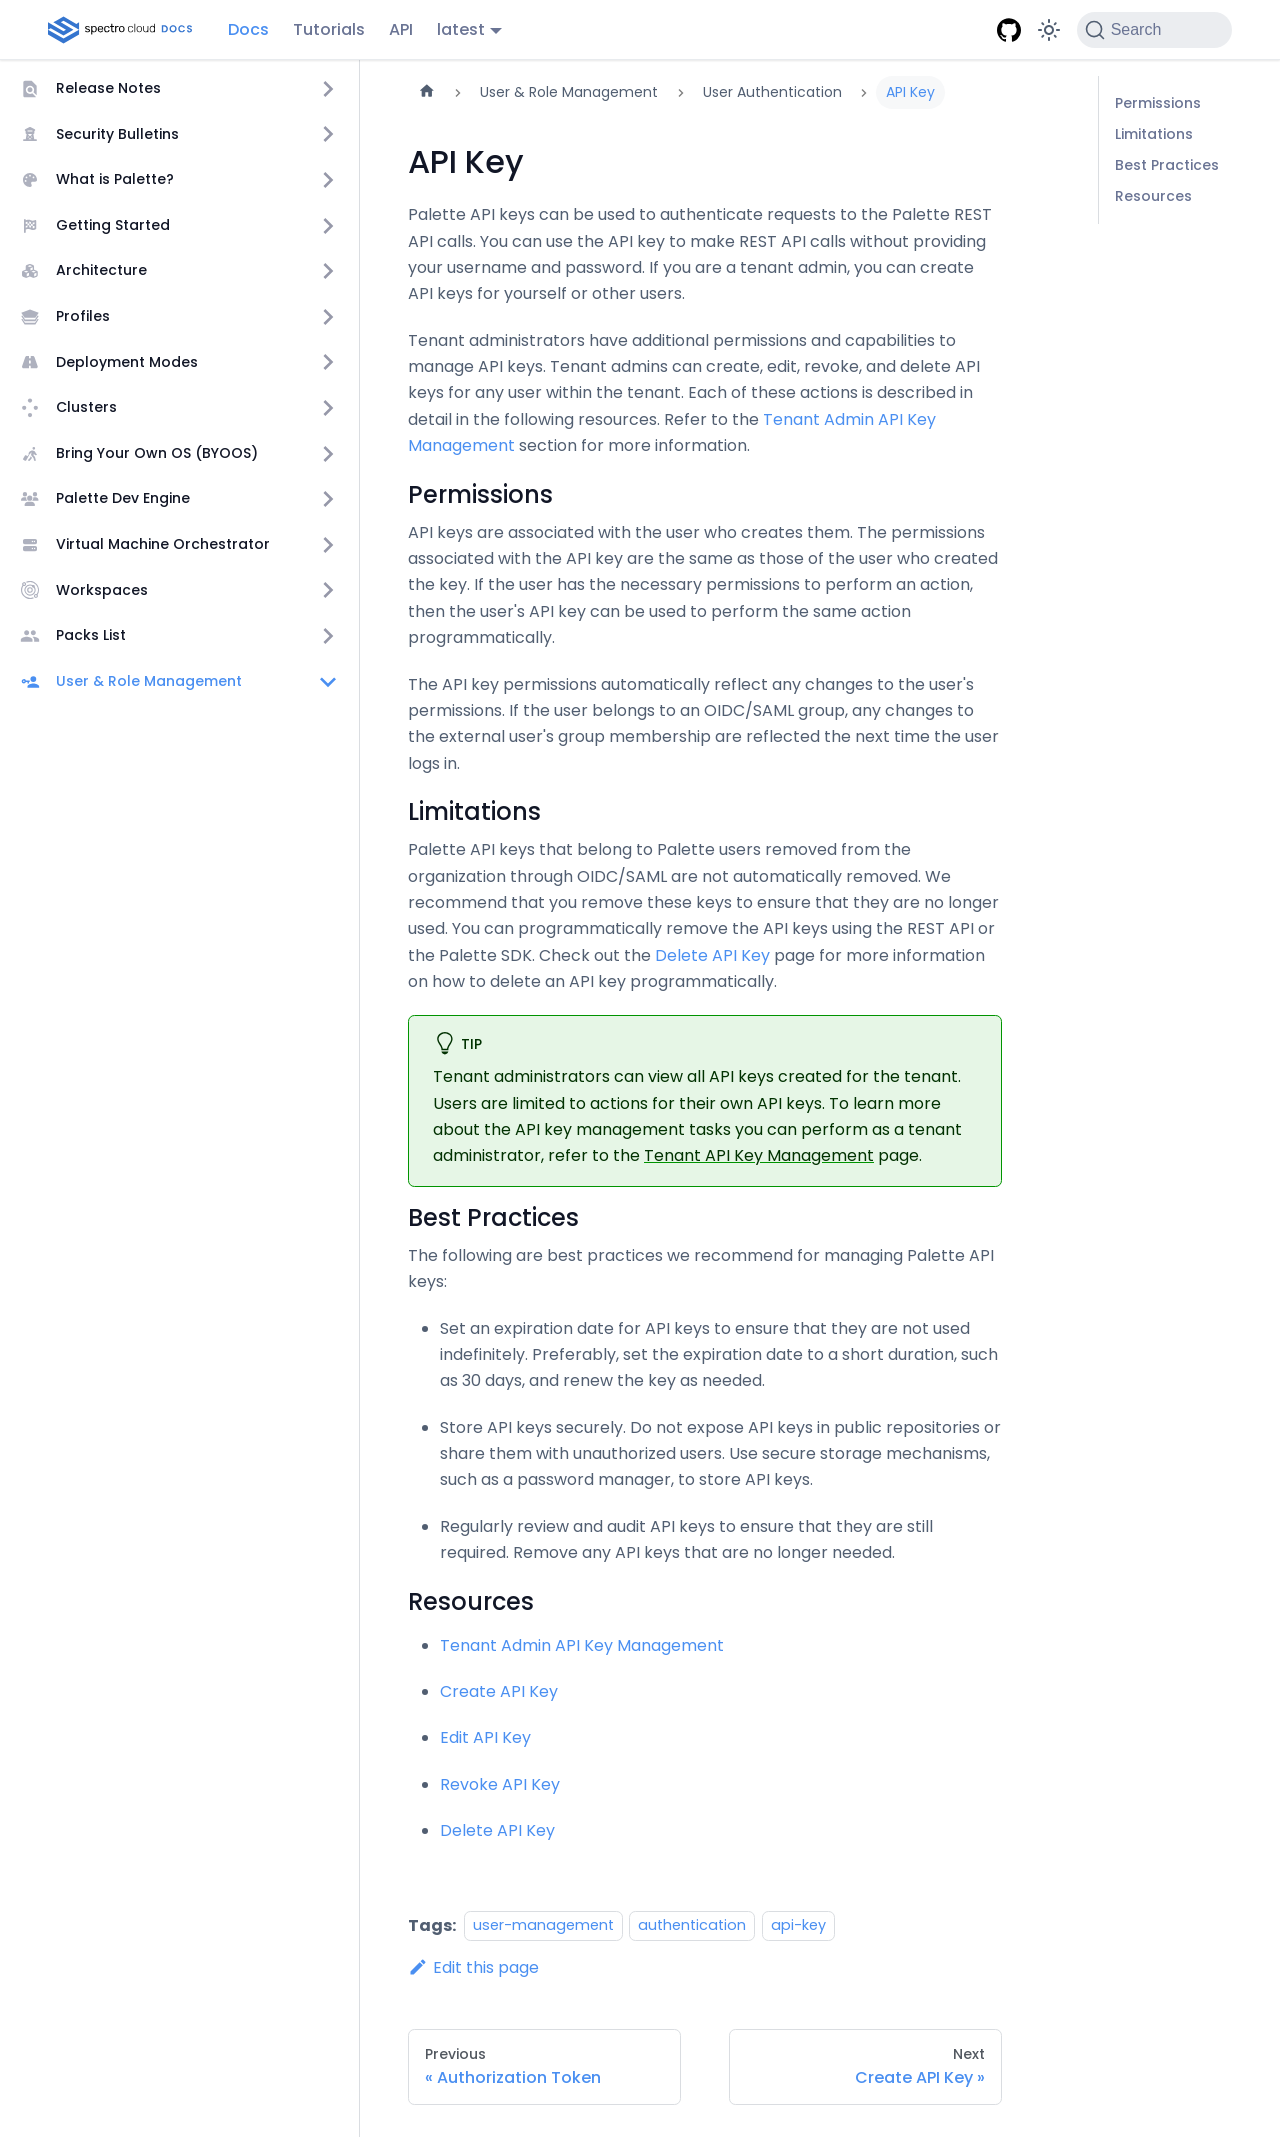 spectro cloud DOCS
Docs Tutorials API latest
Search
Release Notes
Security Bulletins
What is Palette?
Getting Started
Architecture
Profiles
Deployment Modes
Clusters
Bring Your Own OS (BYOOS)
Palette Dev Engine
Virtual Machine Orchestrator
Workspaces
Packs List
User & Role Management
User & Role Management
User Authentication
API Key
API Key
Palette API keys can be used to authenticate requests to the Palette REST
API calls. You can use the API key to make REST API calls without providing
your username and password. If you are a tenant admin, you can create
API keys for yourself or other users.
Tenant administrators have additional permissions and capabilities to
manage API keys. Tenant admins can create, edit, revoke, and delete API
keys for any user within the tenant. Each of these actions is described in
detail in the following resources. Refer to the Tenant Admin API Key
Management section for more information.
Permissions
API keys are associated with the user who creates them. The permissions
associated with the API key are the same as those of the user who created
the key. If the user has the necessary permissions to perform an action,
then the user's API key can be used to perform the same action
programmatically.
The API key permissions automatically reflect any changes to the user's
permissions. If the user belongs to an OIDC/SAML group, any changes to
the external user's group membership are reflected the next time the user
logs in.
Limitations
Palette API keys that belong to Palette users removed from the
organization through OIDC/SAML are not automatically removed. We
recommend that you remove these keys to ensure that they are no longer
used. You can programmatically remove the API keys using the REST API or
the Palette SDK. Check out the Delete API Key page for more information
on how to delete an API key programmatically.
TIP
Tenant administrators can view all API keys created for the tenant.
Users are limited to actions for their own API keys. To learn more
about the API key management tasks you can perform as a tenant
administrator, refer to the Tenant API Key Management page.
Best Practices
The following are best practices we recommend for managing Palette API
keys:
Set an expiration date for API keys to ensure that they are not used
indefinitely. Preferably, set the expiration date to a short duration, such
as 30 days, and renew the key as needed.
Store API keys securely. Do not expose API keys in public repositories or
share them with unauthorized users. Use secure storage mechanisms,
such as a password manager, to store API keys.
Regularly review and audit API keys to ensure that they are still
required. Remove any API keys that are no longer needed.
Resources
Tenant Admin API Key Management
Create API Key
Edit API Key
Revoke API Key
Delete API Key
Tags: user-management authentication api-key
Edit this page
Previous
« Authorization Token
Next
Create API Key »
Permissions
Limitations
Best Practices
Resources